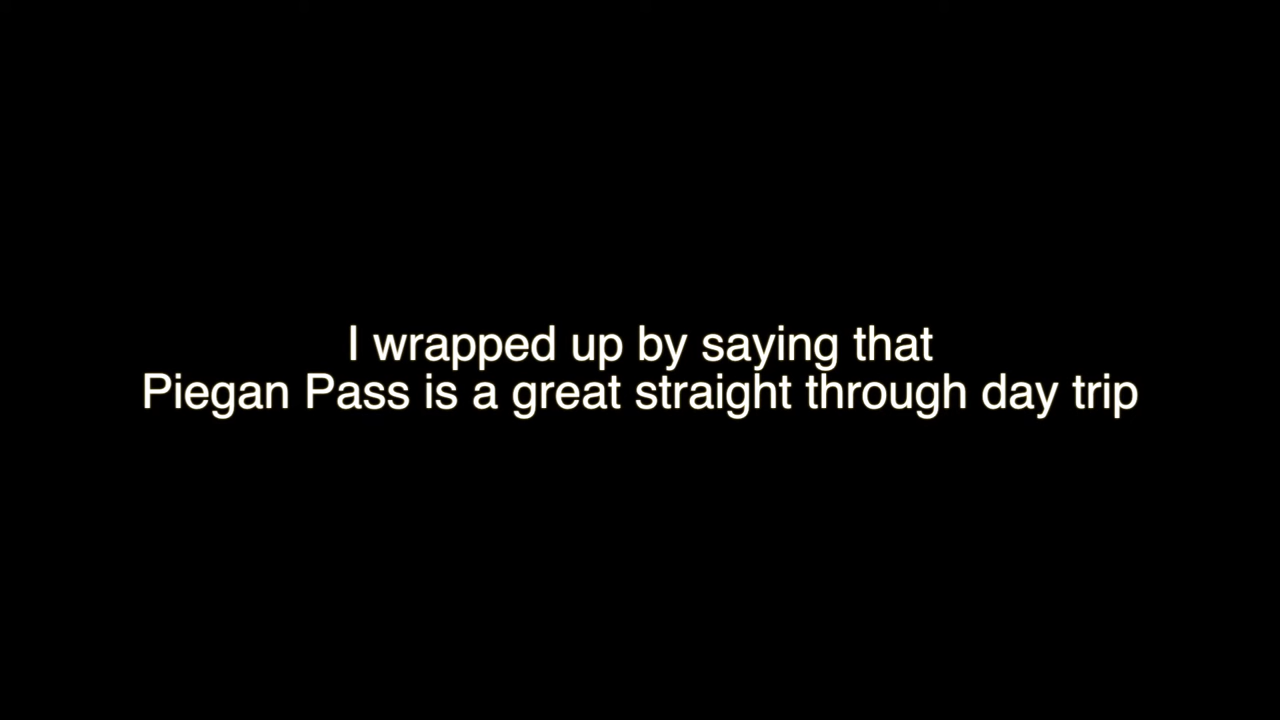 I wrapped up by saying that
Piegan Pass is a great straight through day trip